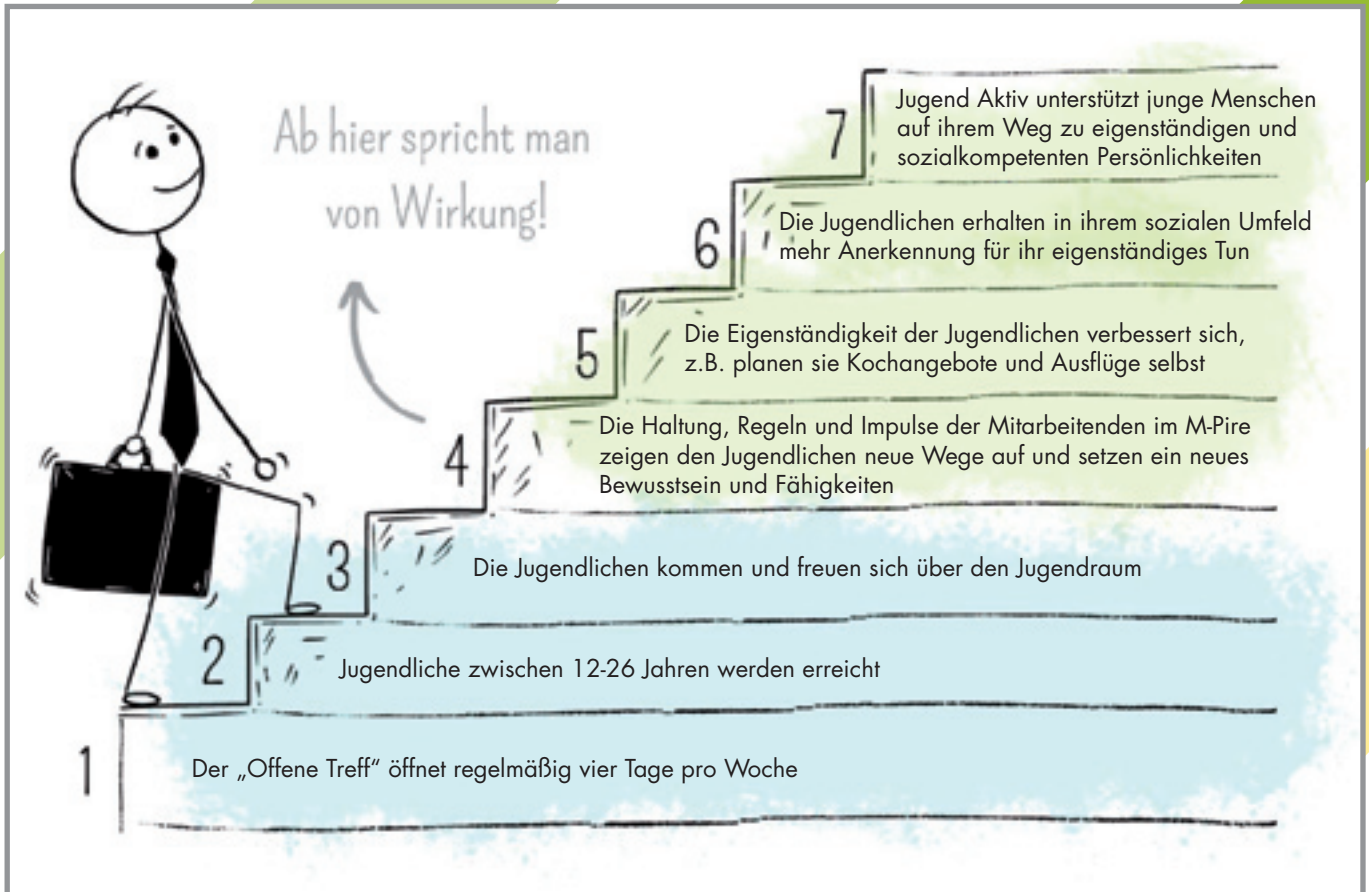 Ab hier spricht man
von Wirkung!
7
Jugend Aktiv unterstützt junge Menschen
auf ihrem Weg zu eigenständigen und
sozialkompetenten Persönlichkeiten
6
Die Jugendlichen erhalten in ihrem sozialen Umfeld
mehr Anerkennung für ihr eigenständiges Tun
5
Die Eigenständigkeit der Jugendlichen verbessert sich,
z.B. planen sie Kochangebote und Ausflüge selbst
4
Die Haltung, Regeln und Impulse der Mitarbeitenden im M-Pire
zeigen den Jugendlichen neue Wege auf und setzen ein neues
Bewusstsein und Fähigkeiten
3
Die Jugendlichen kommen und freuen sich über den Jugendraum
2
Jugendliche zwischen 12-26 Jahren werden erreicht
1
Der „Offene Treff“ öffnet regelmäßig vier Tage pro Woche